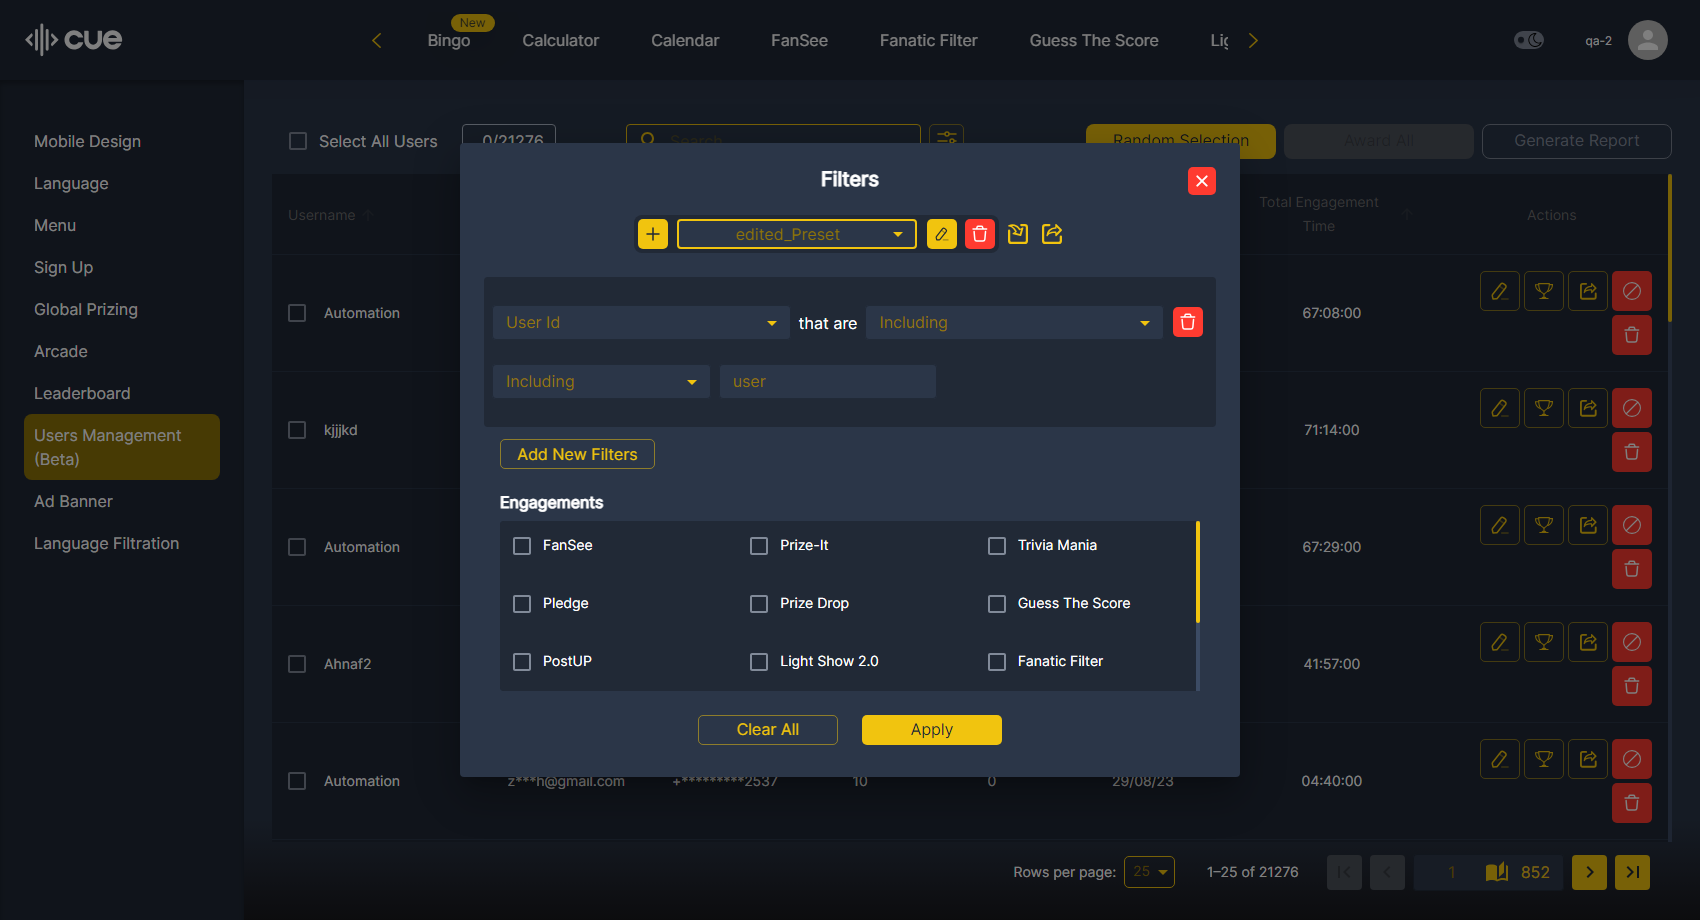 cue
New
Bingo
Calculator
Calendar
FanSee
Fanatic Filter
Guess The Score
Lig
qa-2
Mobile Design
Language
Menu
Sign Up
Global Prizing
Arcade
Leaderboard
Users Management
(Beta)
Ad Banner
Language Filtration
Select All Users
0/21276
Search
Random Selection
Award All
Generate Report
Username
Total Engagement
Time
Actions
Automation
67:08:00
kjjjkd
71:14:00
Automation
67:29:00
Ahnaf2
41:57:00
Automation
z***h@gmail.com
+*********2537
10
0
29/08/23
04:40:00
Filters
edited_Preset
User Id
that are
Including
Including
user
Add New Filters
Engagements
FanSee
Prize-It
Trivia Mania
Pledge
Prize Drop
Guess The Score
PostUP
Light Show 2.0
Fanatic Filter
Clear All
Apply
Rows per page:
25
1–25 of 21276
1
852